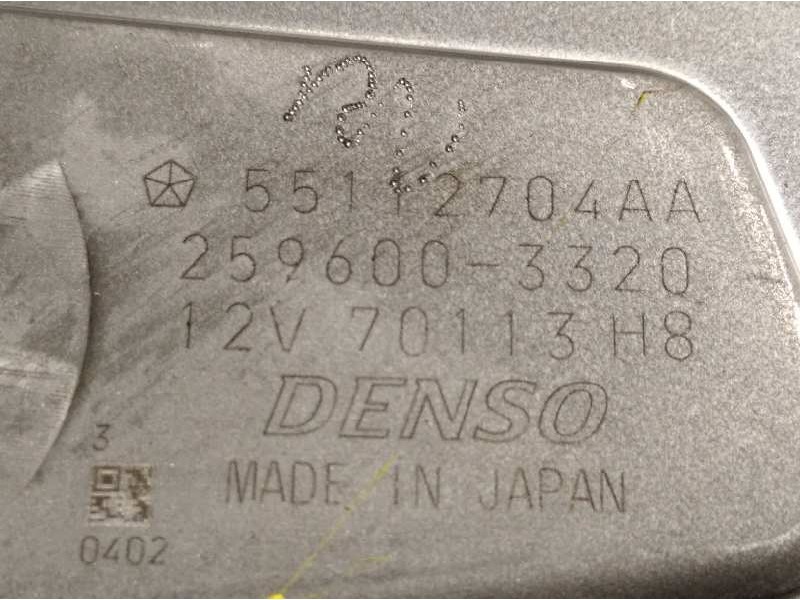 55112704AA
259600-3320
12V 70113 H8
DENSO
MADE IN JAPAN
3
0402